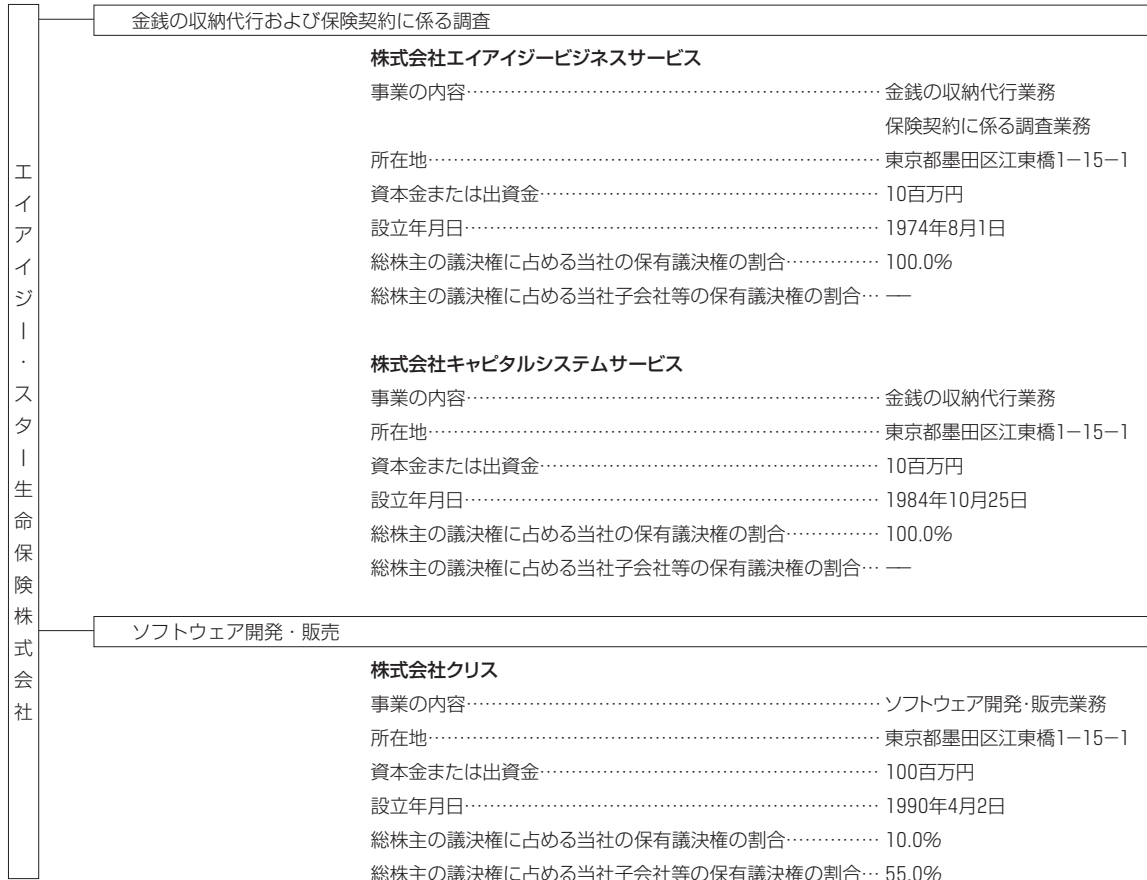 エイアイジー・スター生命保険株式会社
金銭の収納代行および保険契約に係る調査
株式会社エイアイジービジネスサービス
事業の内容……………………………………………… 金銭の収納代行業務
保険契約に係る調査業務
所在地…………………………………………………… 東京都墨田区江東橋1−15−1
資本金または出資金……………………………………… 10百万円
設立年月日……………………………………………… 1974年8月1日
総株主の議決権に占める当社の保有議決権の割合…………… 100.0%
総株主の議決権に占める当社子会社等の保有議決権の割合… ──
株式会社キャピタルシステムサービス
事業の内容……………………………………………… 金銭の収納代行業務
所在地…………………………………………………… 東京都墨田区江東橋1−15−1
資本金または出資金……………………………………… 10百万円
設立年月日……………………………………………… 1984年10月25日
総株主の議決権に占める当社の保有議決権の割合…………… 100.0%
総株主の議決権に占める当社子会社等の保有議決権の割合… ──
ソフトウェア開発・販売
株式会社クリス
事業の内容……………………………………………… ソフトウェア開発・販売業務
所在地…………………………………………………… 東京都墨田区江東橋1−15−1
資本金または出資金……………………………………… 100百万円
設立年月日……………………………………………… 1990年4月2日
総株主の議決権に占める当社の保有議決権の割合…………… 10.0%
総株主の議決権に占める当社子会社等の保有議決権の割合… 55.0%